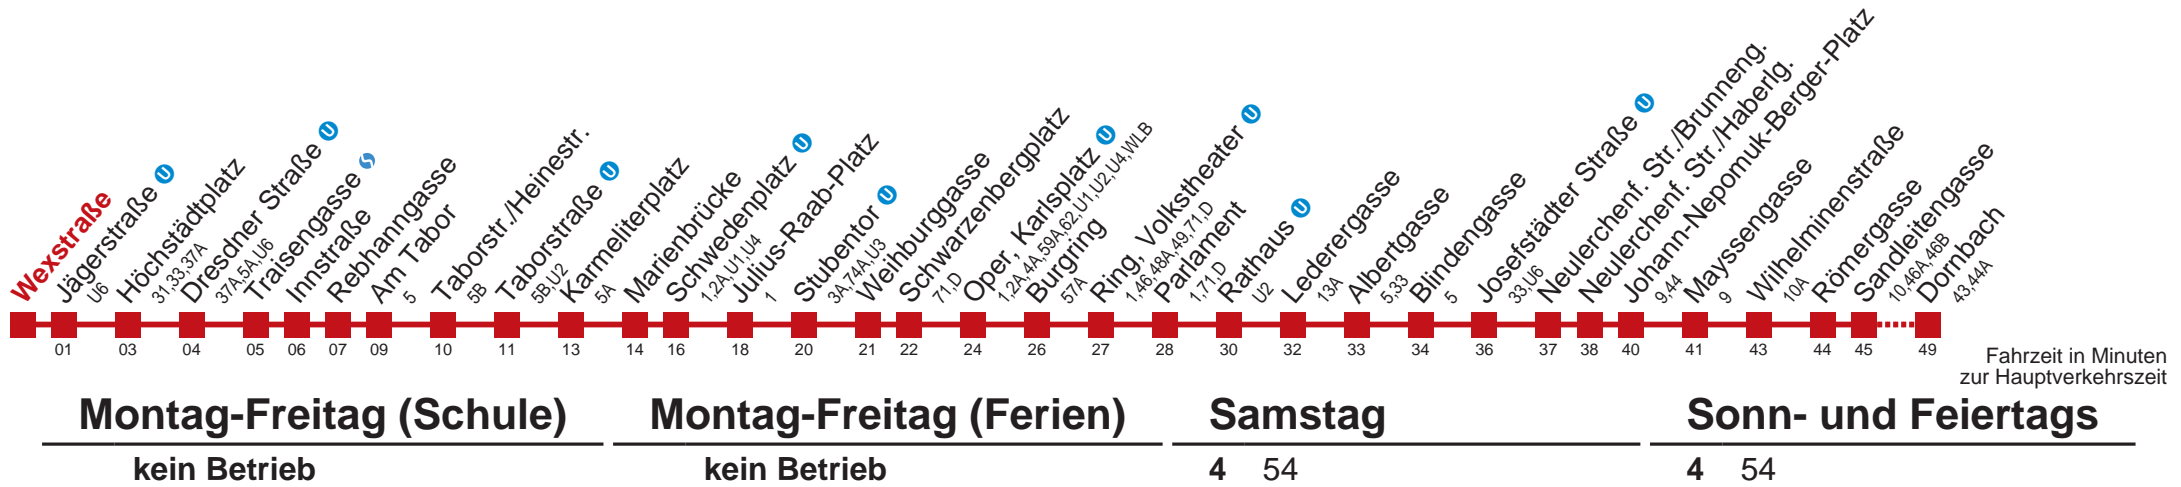 Wexstraße
Jägerstraße U
U6
Höchstädtplatz
31,33,37A
Dresdner Straße U
37A,5A,U6
Traisengasse
Innstraße
Rebhanngasse
Am Tabor
5
Taborstr./Heinestr.
5B
Taborstraße U
5B,U2
Karmeliterplatz
5A
Marienbrücke
Schwedenplatz U
1,2A,U1,U4
Julius-Raab-Platz
1
Stubentor U
3A,74A,U3
Weihburggasse
Schwarzenbergplatz
71,D
Oper, Karlsplatz U
1,2A,4A,59A,62,U1,U2,U4,WLB
Burgring
57A
Ring, Volkstheater U
1,46,48A,49,71,D
Parlament
1,71,D
Rathaus U
U2
Lederergasse
13A
Albertgasse
5,33
Blindengasse
5
Josefstädter Straße U
33,U6
Neulerchenf. Str./Brunneng.
Neulerchenf. Str./Haberlg.
Johann-Nepomuk-Berger-Platz
9,44
Mayssengasse
9
Wilhelminenstraße
10A
Römergasse
Sandleitengasse
10,46A,46B
Dornbach
43,44A
01 03 04 05 06 07 09 10 11 13 14 16 18 20 21 22 24 26 27 28 30 32 33 34 36 37 38 40 41 43 44 45 49
Fahrzeit in Minuten
zur Hauptverkehrszeit
Montag-Freitag (Schule) Montag-Freitag (Ferien) Samstag Sonn- und Feiertags
kein Betrieb kein Betrieb 4 54 4 54